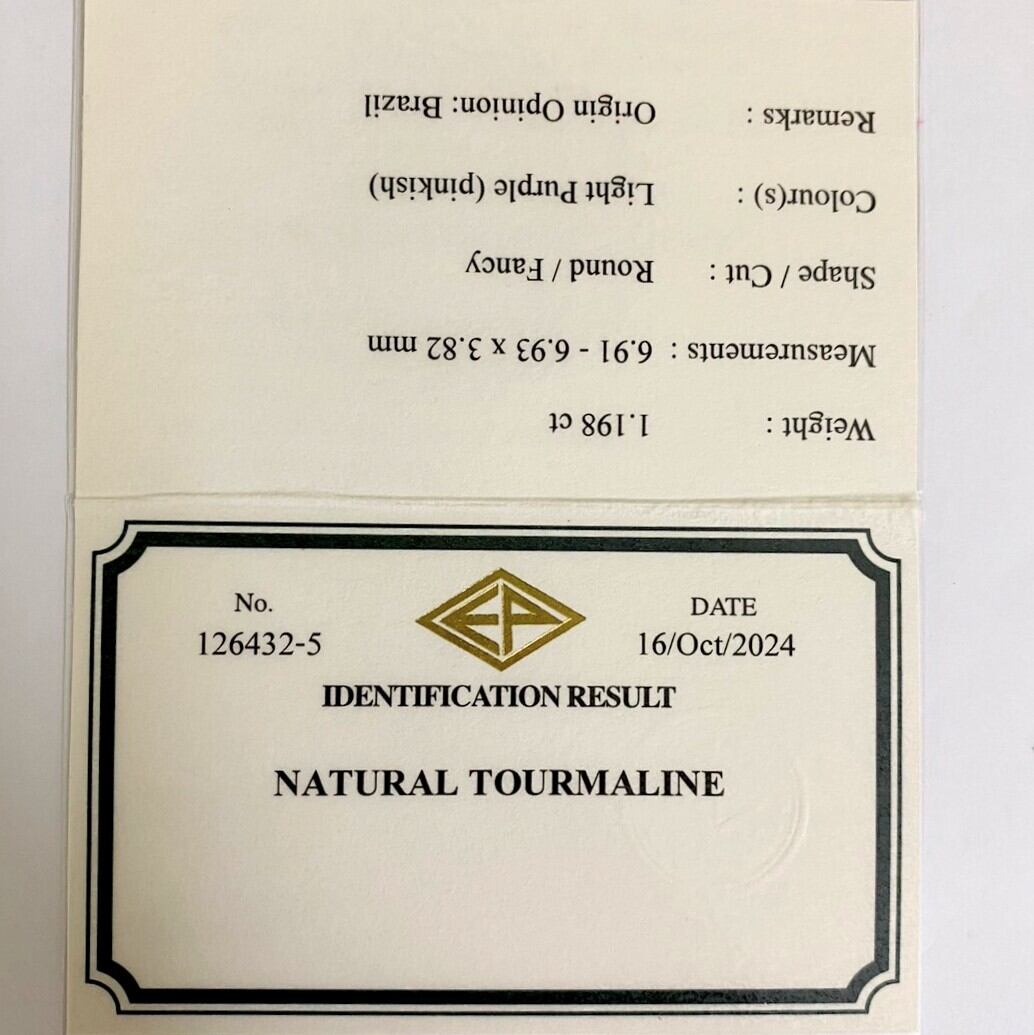 Weight : 1.198 ct
Measurements : 6.91 - 6.93 x 3.82 mm
Shape / Cut : Round / Fancy
Colour(s) : Light Purple (pinkish)
Remarks : Origin Opinion: Brazil
No.
126432-5
EP
DATE
16/Oct/2024
IDENTIFICATION RESULT
NATURAL TOURMALINE